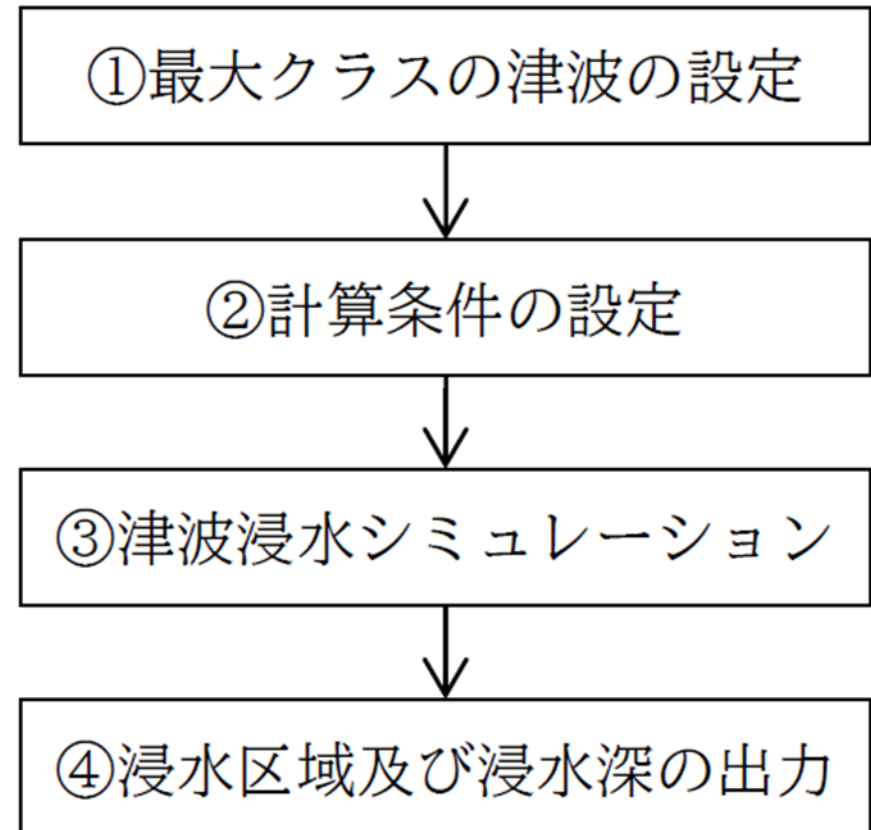 ①最大クラスの津波の設定
②計算条件の設定
③津波浸水シミュレーション
④浸水区域及び浸水深の出力